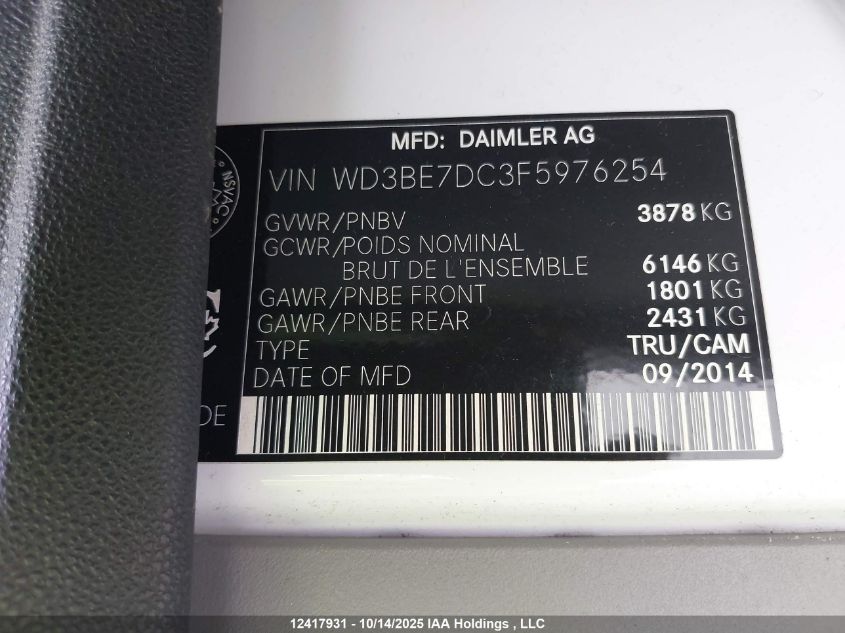 MFD: DAIMLER AG
VIN WD3BE7DC3F5976254
NSVAC
GVWR/PNBV 3878 KG
GCWR/POIDS NOMINAL
BRUT DE L'ENSEMBLE 6146 KG
GAWR/PNBE FRONT 1801 KG
GAWR/PNBE REAR 2431 KG
TYPE TRU/CAM
DATE OF MFD 09/2014
DE
12417931 - 10/14/2025 IAA Holdings , LLC